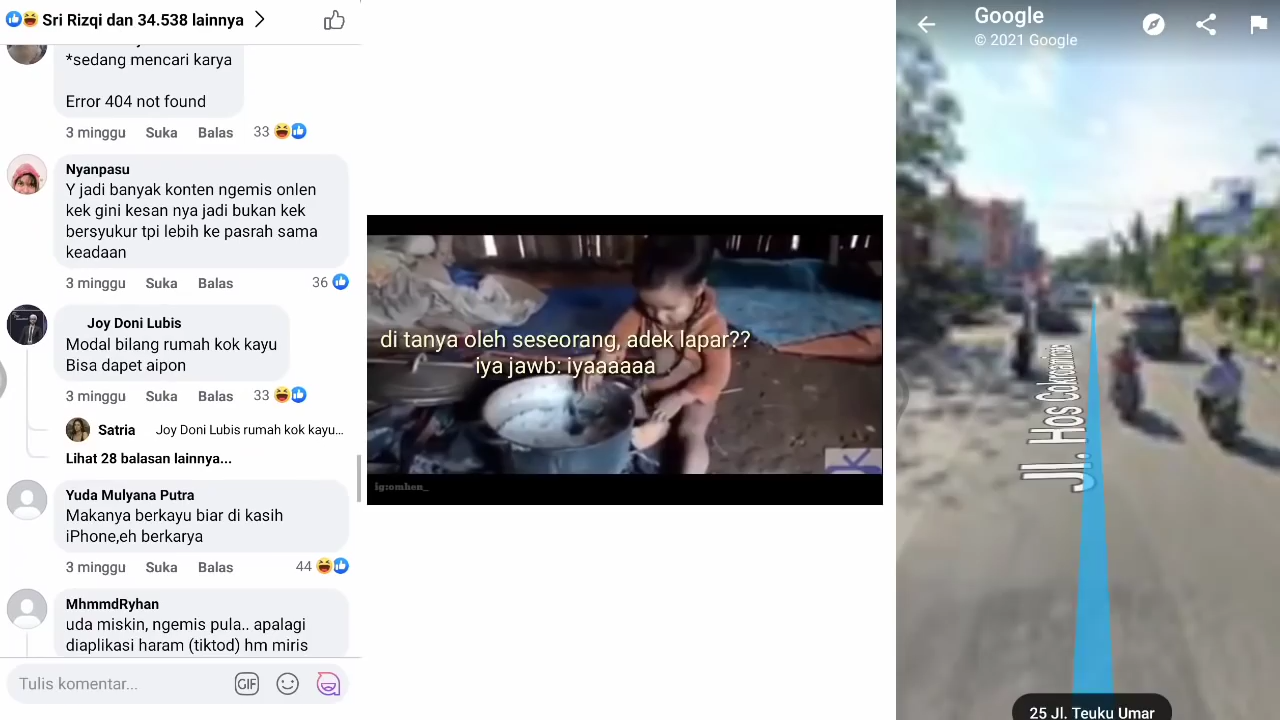 Sri Rizqi dan 34.538 lainnya
*sedang mencari karya
Error 404 not found
3 minggu Suka Balas 33
Nyanpasu
Y jadi banyak konten ngemis onlen
kek gini kesan nya jadi bukan kek
bersyukur tpi lebih ke pasrah sama
keadaan
3 minggu Suka Balas 36
Joy Doni Lubis
Modal bilang rumah kok kayu
Bisa dapet aipon
3 minggu Suka Balas 33
Satria Joy Doni Lubis rumah kok kayu...
Lihat 28 balasan lainnya...
Yuda Mulyana Putra
Makanya berkayu biar di kasih
iPhone,eh berkarya
3 minggu Suka Balas 44
MhmmdRyhan
uda miskin, ngemis pula.. apalagi
diaplikasi haram (tiktod) hm miris
Tulis komentar...
GIF
di tanya oleh seseorang, adek lapar??
iya jawb: iyaaaaaa
ig:omhen_
Google
© 2021 Google
Jl. Hos Cokroaminoto
25 Jl. Teuku Umar